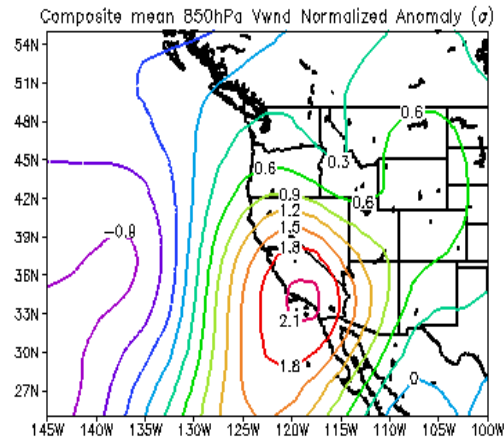 Composite mean 850hPa Vwnd Normalized Anomaly (σ)
54N
51N
48N
45N
42N
39N
36N
33N
30N
27N
0.6
0.3
0.6
0.6
0.9
1.2
1.5
1.8
-0.9
2.1
1.8
0
145W 140W 135W 130W 125W 120W 115W 110W 105W 100W